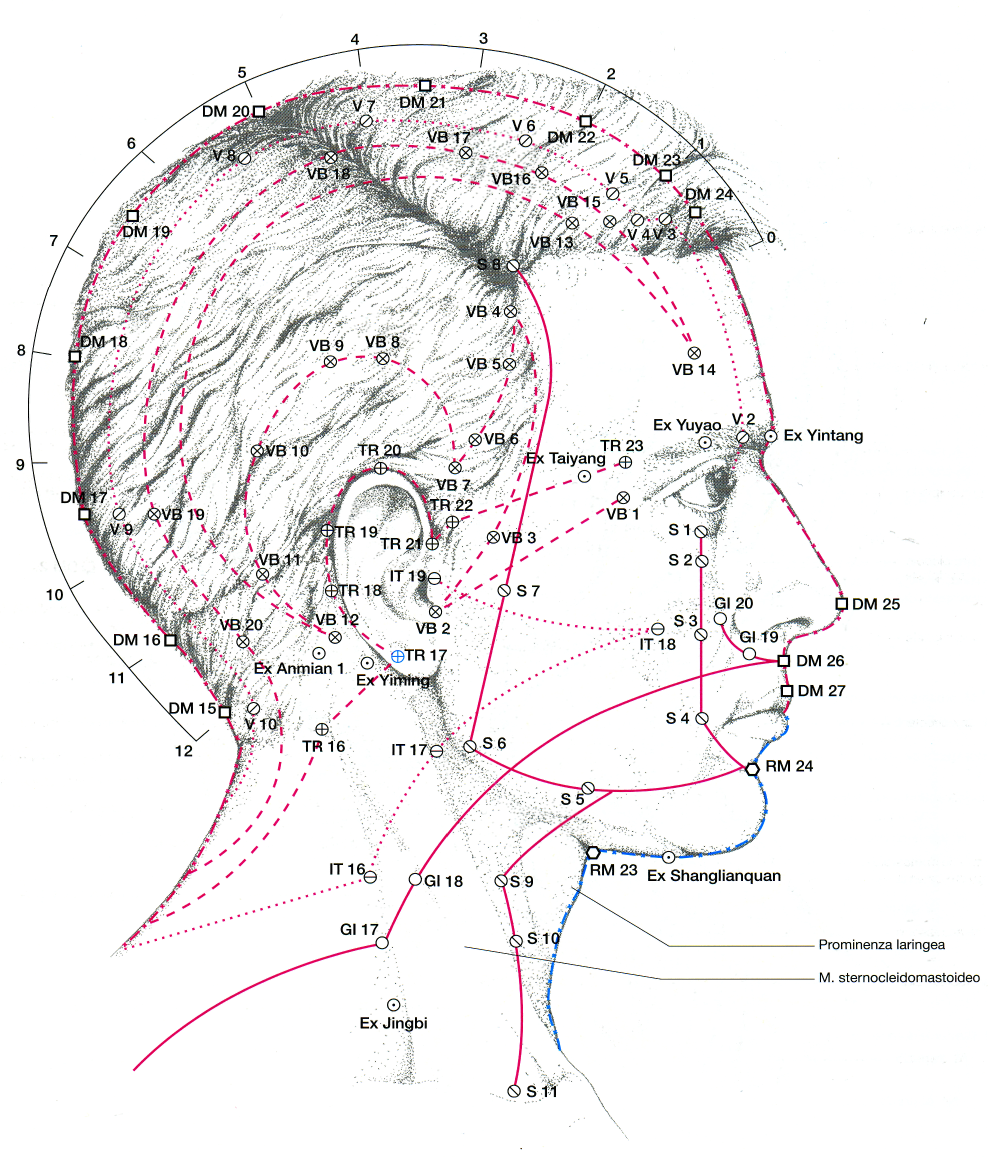 4
3
5
2
DM 20
V 7
DM 21
V 6
DM 22
1
6
V 8
VB 18
VB 17
VB16
DM 23
V 5
DM 24
VB 15
DM 19
VB 13
V 4
V 3
0
7
S 8
VB 4
8
DM 18
VB 9
VB 8
VB 5
VB 14
V 2
Ex Yuyao
Ex Yintang
VB 10
TR 20
VB 6
TR 23
Ex Taiyang
9
VB 7
DM 17
V 9
VB 19
TR 22
VB 1
TR 19
TR 21
VB 3
S 1
VB 11
IT 19
S 2
10
TR 18
S 7
GI 20
DM 25
VB 12
VB 2
S 3
DM 16
VB 20
IT 18
GI 19
11
Ex Anmian 1
TR 17
Ex Yiming
DM 26
DM 27
DM 15
V 10
S 4
12
TR 16
IT 17
S 6
RM 24
S 5
IT 16
GI 18
S 9
RM 23
Ex Shanglianquan
GI 17
S 10
Prominenza laringea
M. sternocleidomastoideo
Ex Jingbi
S 11